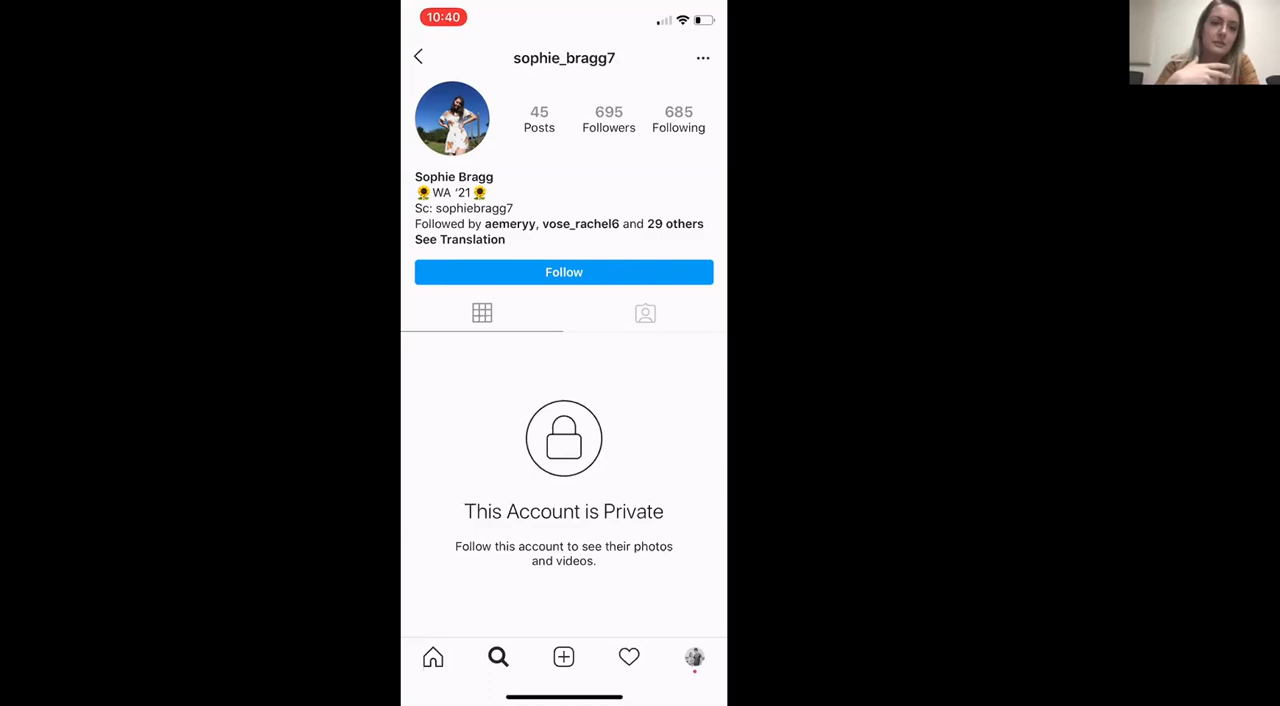 10:40
sophie_bragg7
45 695 685
Posts Followers Following
Sophie Bragg
🌻WA ‘21🌻
Sc: sophiebragg7
Followed by aemeryy, vose_rachel6 and 29 others
See Translation
Follow
This Account is Private
Follow this account to see their photos
and videos.